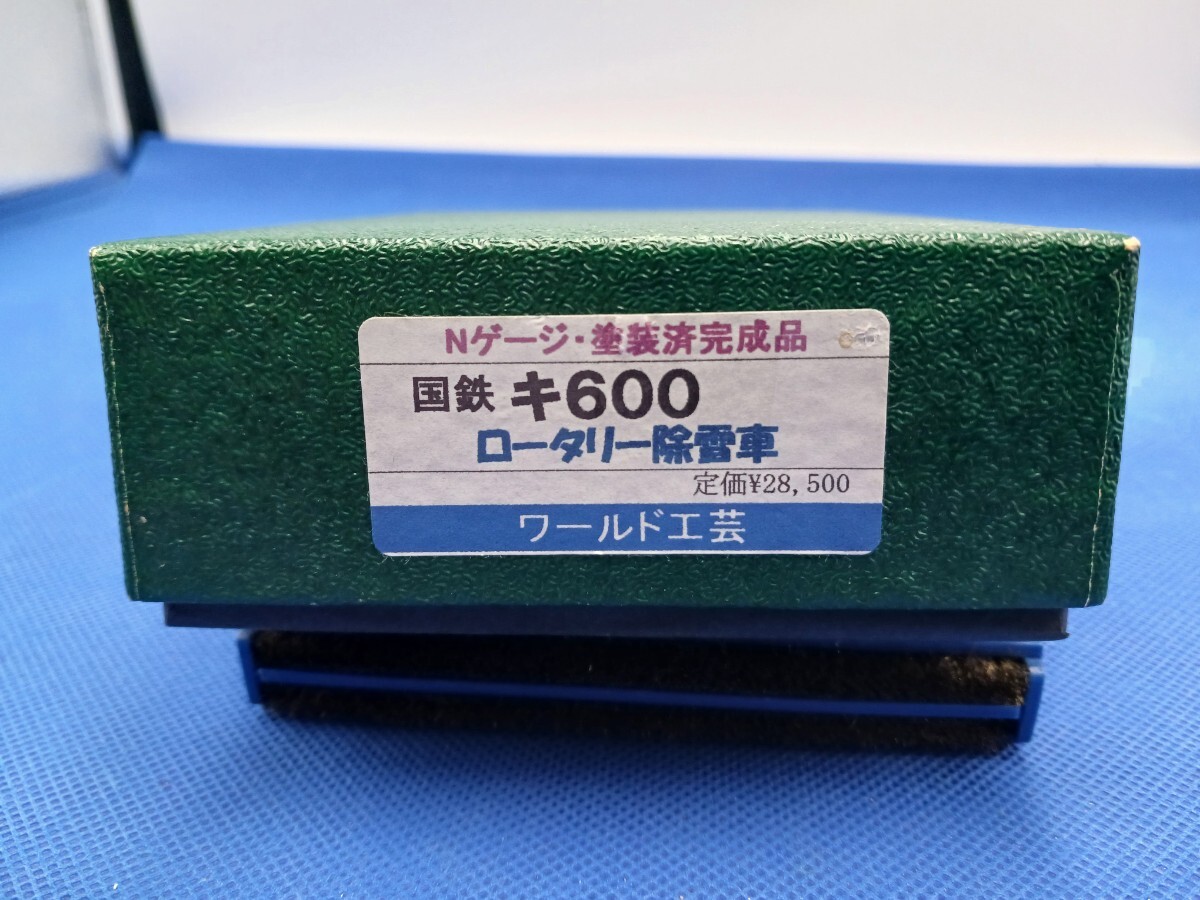 Nゲージ・塗装済完成品
国鉄 キ600
ロータリー除雪車
定価¥28,500
ワールド工芸